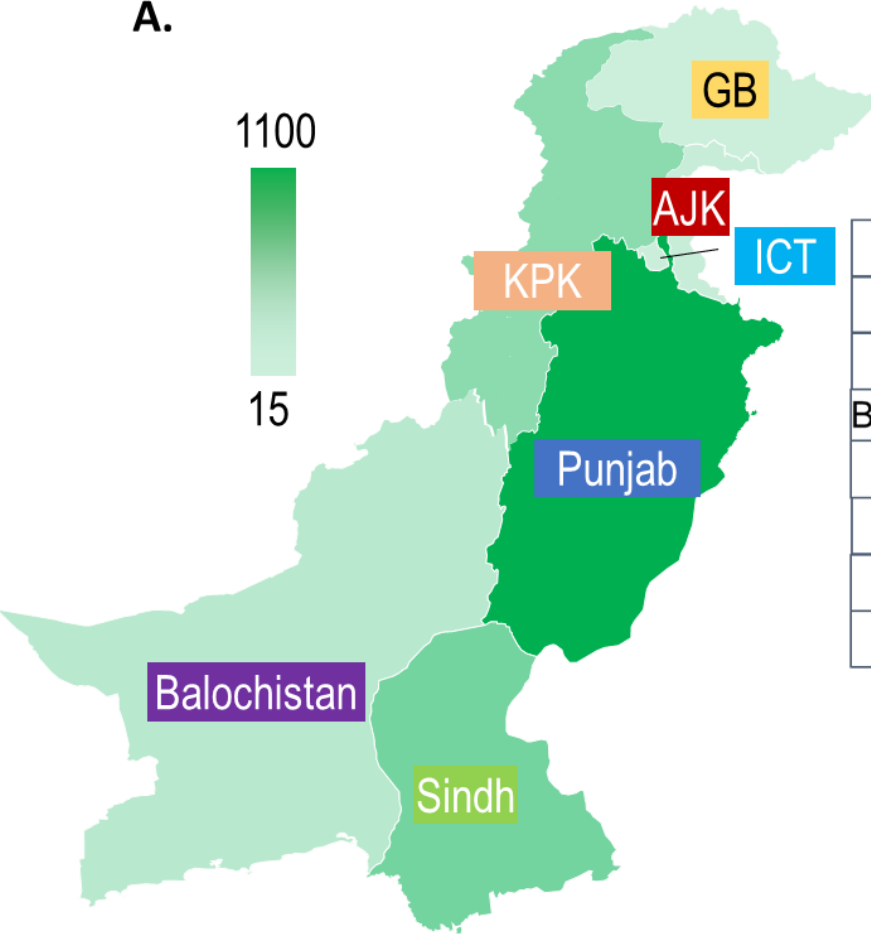 A.
1100
15
GB
AJK
ICT
KPK
Punjab
Balochistan
Sindh
B